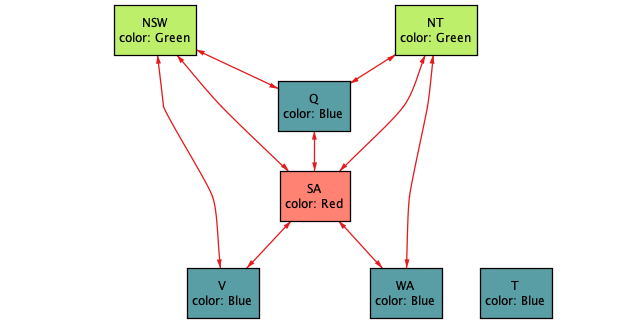 NSW
color: Green
NT
color: Green
Q
color: Blue
SA
color: Red
V
color: Blue
WA
color: Blue
T
color: Blue